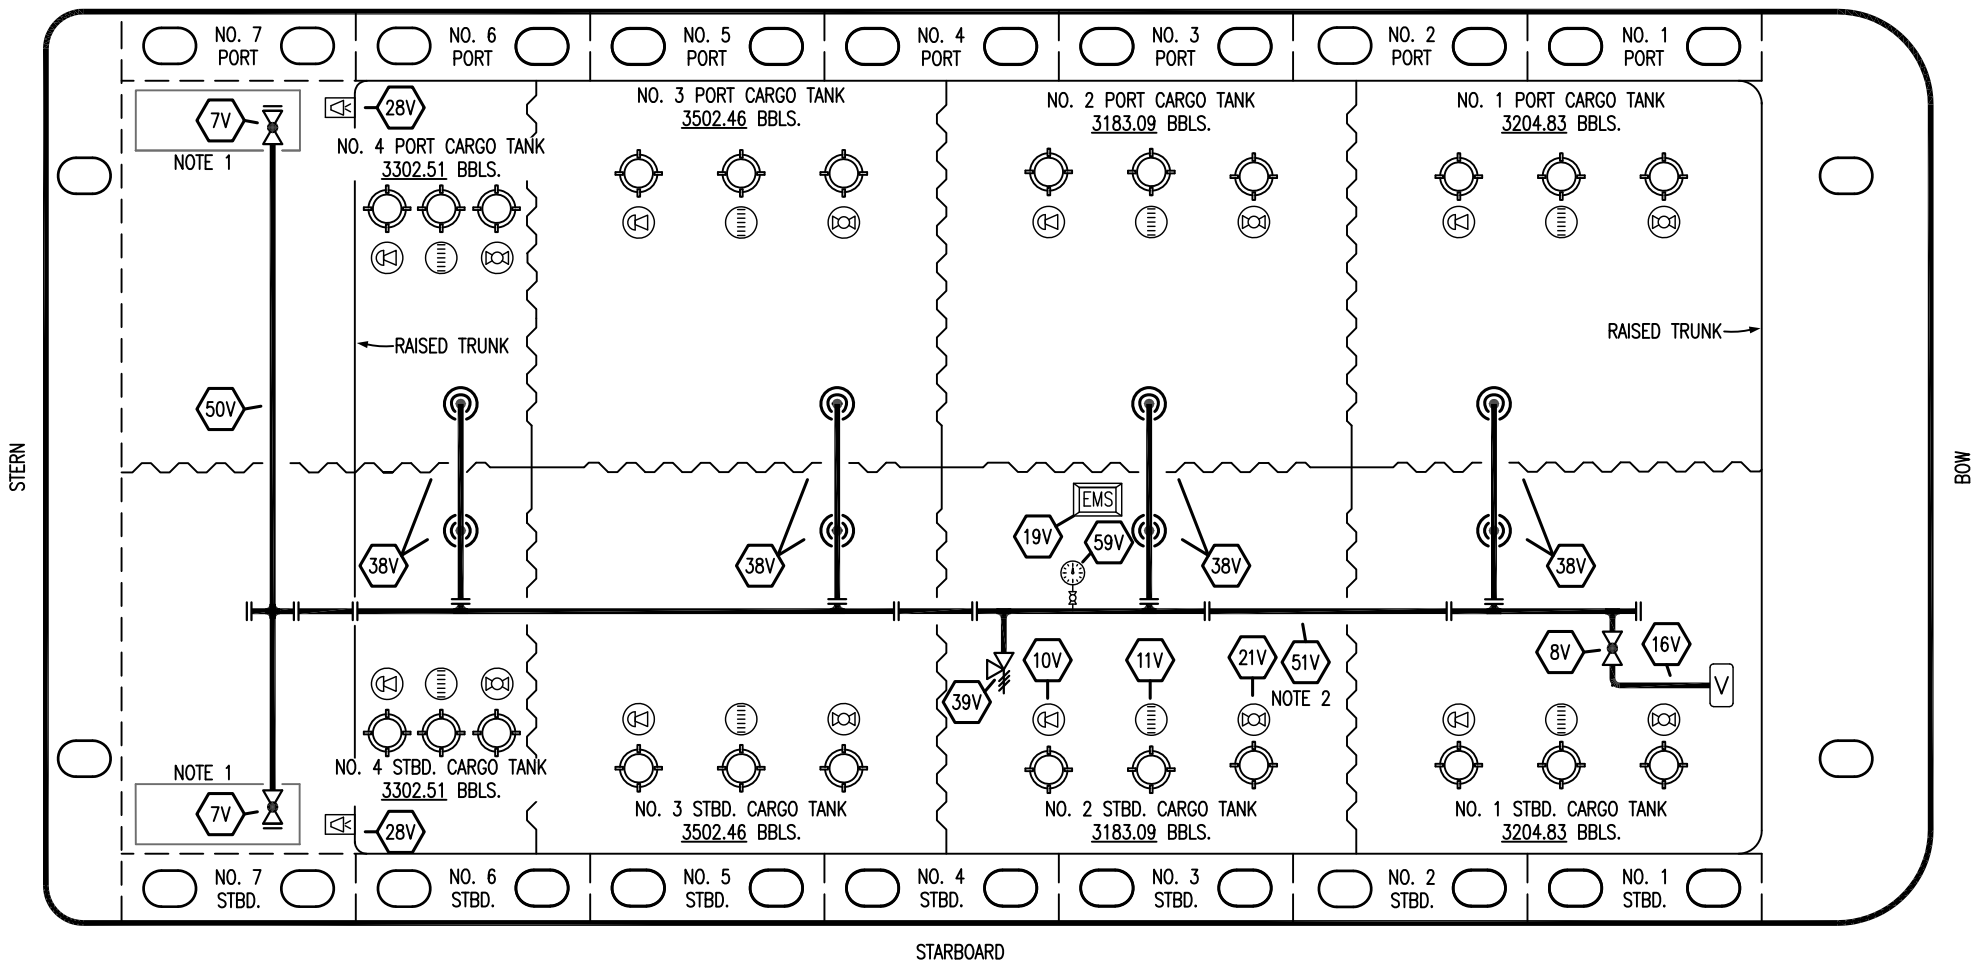 NO. 7
PORT
NO. 6
PORT
NO. 5
PORT
NO. 4
PORT
NO. 3
PORT
NO. 2
PORT
NO. 1
PORT
7V
NOTE 1
28V
NO. 4 PORT CARGO TANK
3302.51 BBLS.
NO. 3 PORT CARGO TANK
3502.46 BBLS.
NO. 2 PORT CARGO TANK
3183.09 BBLS.
NO. 1 PORT CARGO TANK
3204.83 BBLS.
RAISED TRUNK
RAISED TRUNK
50V
STERN
BOW
EMS
19V
59V
38V
38V
38V
38V
10V
11V
21V
51V
NOTE 2
39V
8V
16V
V
NOTE 1
7V
28V
NO. 4 STBD. CARGO TANK
3302.51 BBLS.
NO. 3 STBD. CARGO TANK
3502.46 BBLS.
NO. 2 STBD. CARGO TANK
3183.09 BBLS.
NO. 1 STBD. CARGO TANK
3204.83 BBLS.
NO. 7
STBD.
NO. 6
STBD.
NO. 5
STBD.
NO. 4
STBD.
NO. 3
STBD.
NO. 2
STBD.
NO. 1
STBD.
STARBOARD